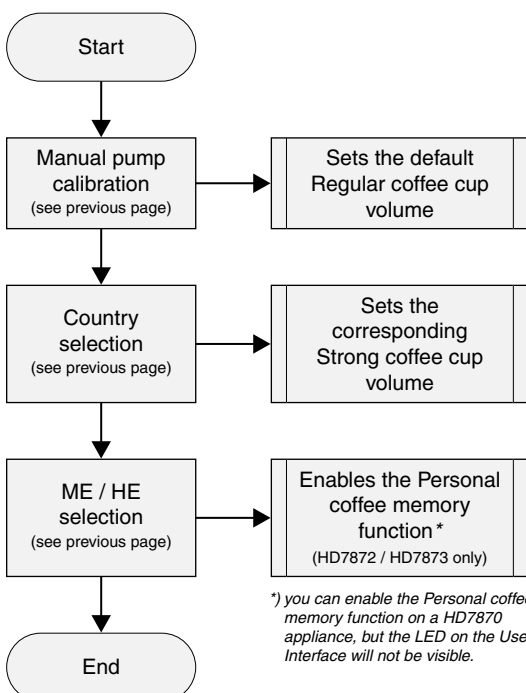 Start
Manual pump
calibration
(see previous page)
Sets the default
Regular coffee cup
volume
Country
selection
(see previous page)
Sets the
corresponding
Strong coffee cup
volume
ME / HE
selection
(see previous page)
Enables the Personal
coffee memory
function*
(HD7872 / HD7873 only)
*) you can enable the Personal coffe
memory function on a HD7870
appliance, but the LED on the Use
Interface will not be visible.
End